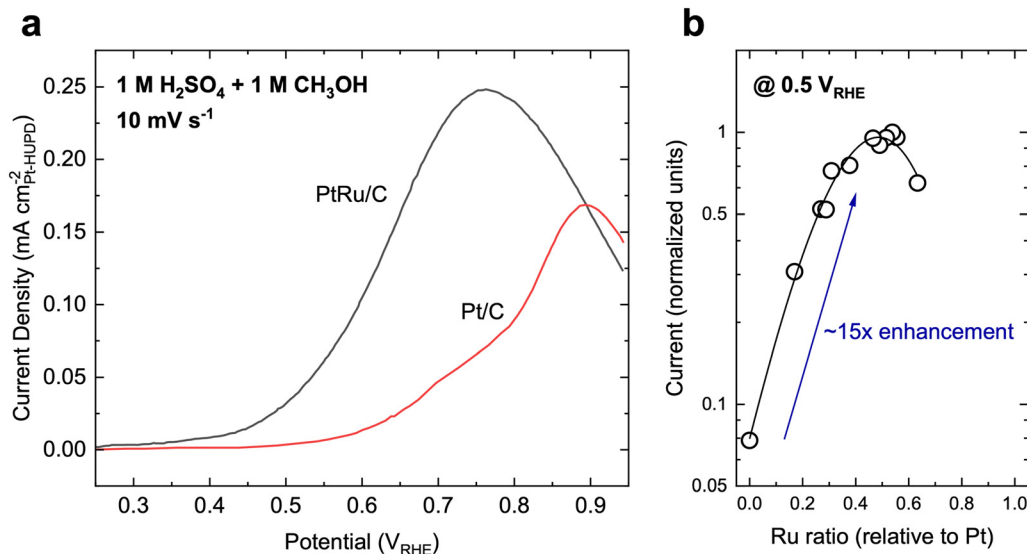 a
1 M H₂SO₄ + 1 M CH₃OH
10 mV s⁻¹
PtRu/C
Pt/C
0.25
0.20
0.15
0.10
0.05
0.00
Current Density (mA cm⁻²Pt-HUPD)
0.3 0.4 0.5 0.6 0.7 0.8 0.9
Potential (V_RHE)
b
@ 0.5 V_RHE
~15x enhancement
1
0.5
0.1
0.05
Current (normalized units)
0.0 0.2 0.4 0.6 0.8 1.0
Ru ratio (relative to Pt)